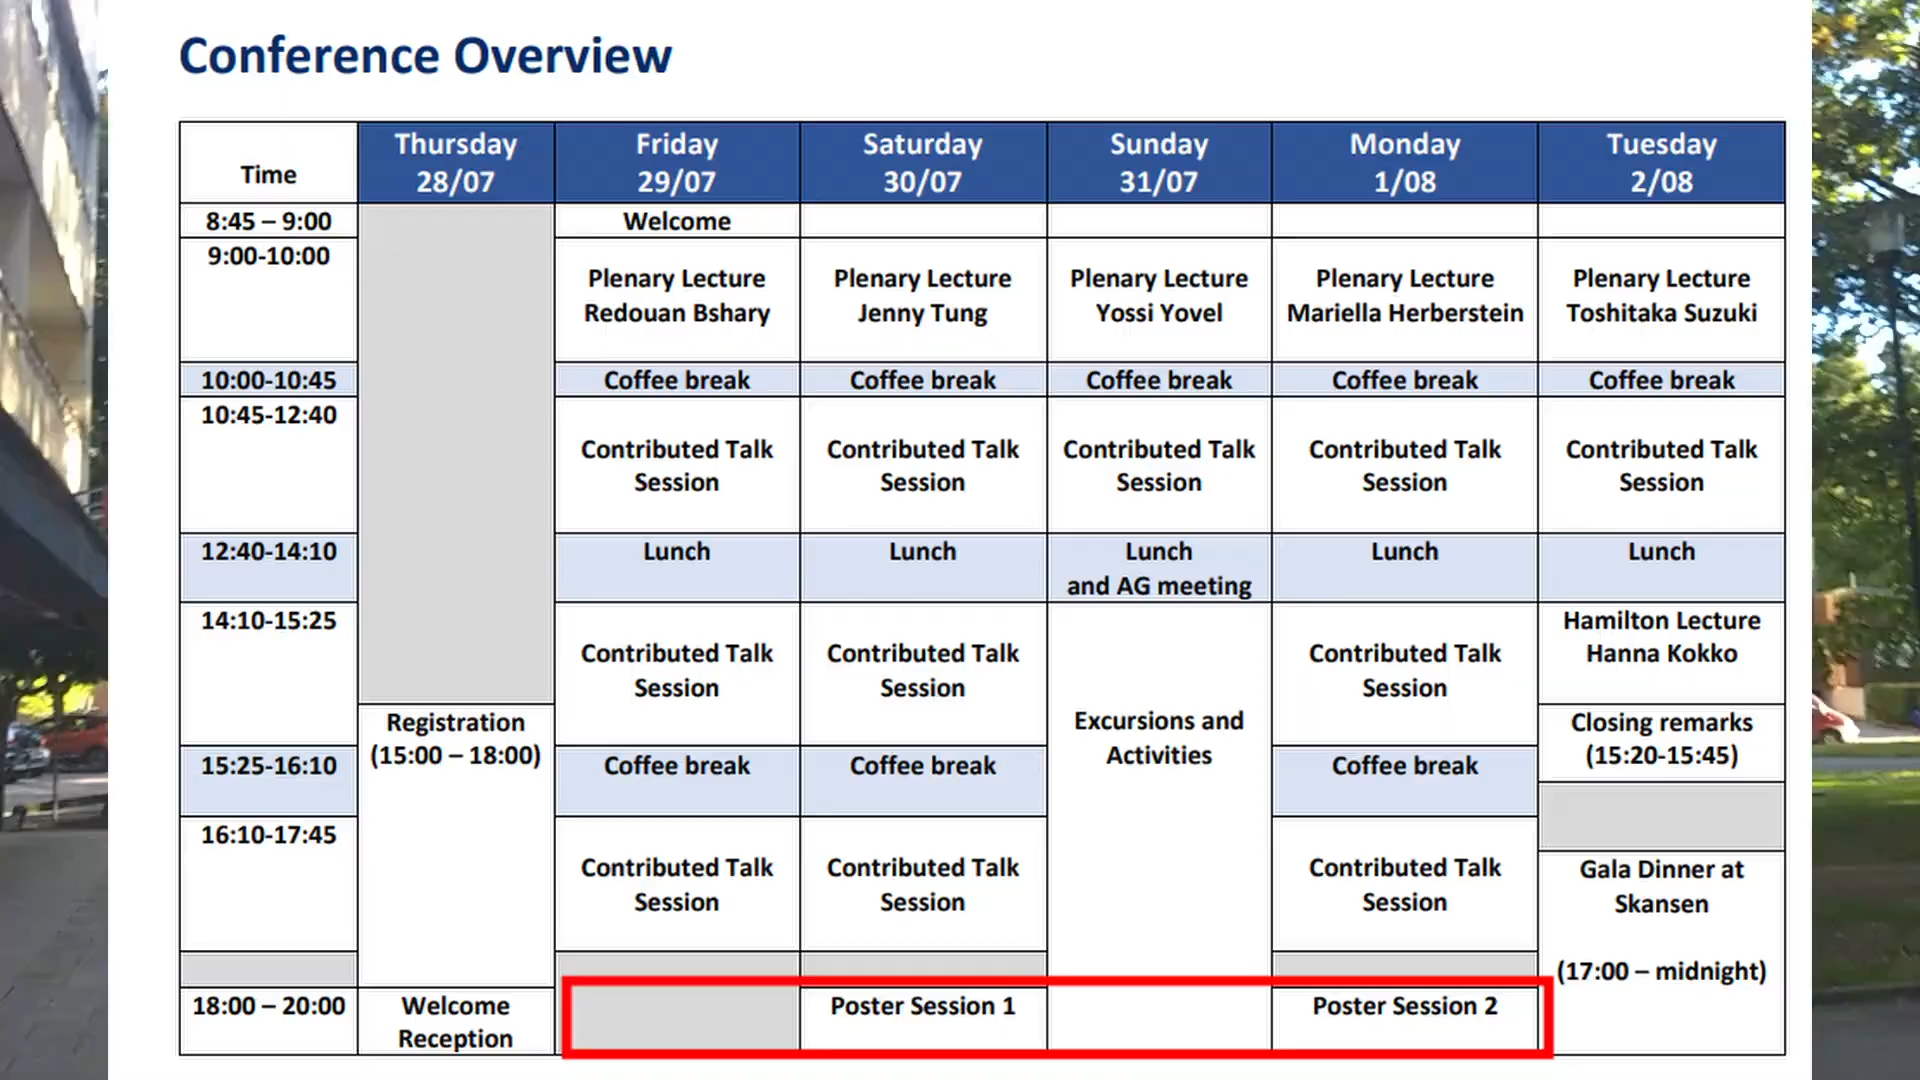 Conference Overview
Time
Thursday
28/07
Friday
29/07
Saturday
30/07
Sunday
31/07
Monday
1/08
Tuesday
2/08
8:45 – 9:00
Welcome
9:00-10:00
Plenary Lecture
Redouan Bshary
Plenary Lecture
Jenny Tung
Plenary Lecture
Yossi Yovel
Plenary Lecture
Mariella Herberstein
Plenary Lecture
Toshitaka Suzuki
10:00-10:45
Coffee break
Coffee break
Coffee break
Coffee break
Coffee break
10:45-12:40
Contributed Talk
Session
Contributed Talk
Session
Contributed Talk
Session
Contributed Talk
Session
Contributed Talk
Session
12:40-14:10
Lunch
Lunch
Lunch
and AG meeting
Lunch
Lunch
14:10-15:25
Contributed Talk
Session
Contributed Talk
Session
Excursions and
Activities
Contributed Talk
Session
Hamilton Lecture
Hanna Kokko
Registration
(15:00 – 18:00)
Closing remarks
(15:20-15:45)
15:25-16:10
Coffee break
Coffee break
Coffee break
16:10-17:45
Contributed Talk
Session
Contributed Talk
Session
Contributed Talk
Session
Gala Dinner at
Skansen
(17:00 – midnight)
18:00 – 20:00
Welcome
Reception
Poster Session 1
Poster Session 2